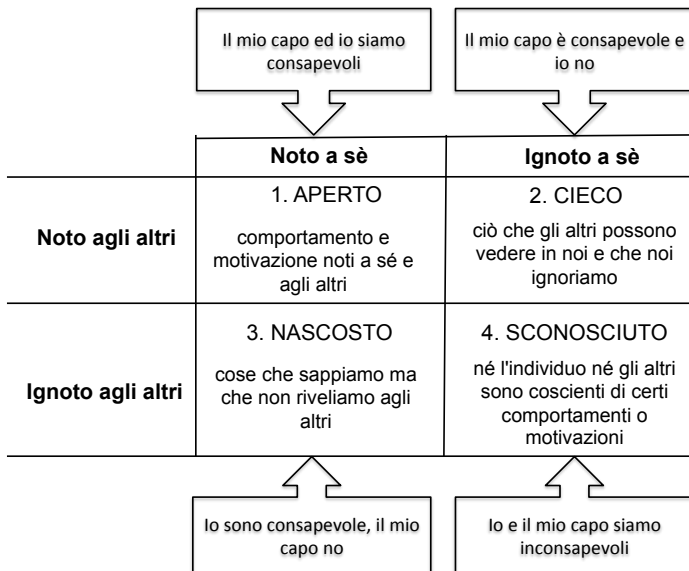 Il mio capo ed io siamo
consapevoli
Il mio capo è consapevole e
io no
Noto a sè
Ignoto a sè
Noto agli altri
1. APERTO
comportamento e
motivazione noti a sé e
agli altri
2. CIECO
ciò che gli altri possono
vedere in noi e che noi
ignoriamo
Ignoto agli altri
3. NASCOSTO
cose che sappiamo ma
che non riveliamo agli
altri
4. SCONOSCIUTO
né l'individuo né gli altri
sono coscienti di certi
comportamenti o
motivazioni
Io sono consapevole, il mio
capo no
Io e il mio capo siamo
inconsapevoli